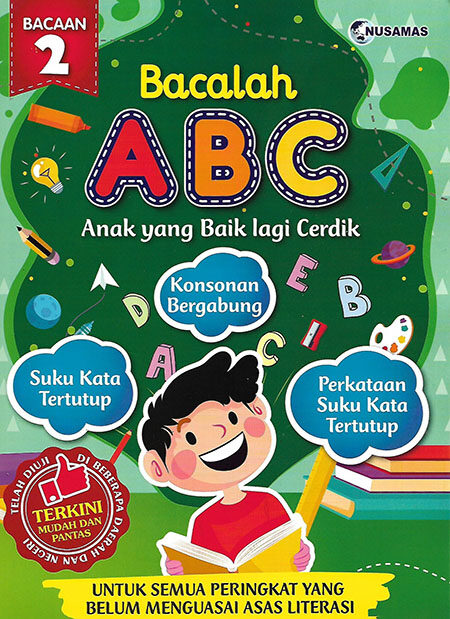 BACAAN
2
NUSAMAS
Bacalah
ABC
Anak yang Baik lagi Cerdik
Konsonan
Bergabung
E
B
D
A
C
Suku Kata
Tertutup
Perkataan
Suku Kata
Tertutup
TELAH DIUJI DI BEBERAPA DAERAH DAN NEGERI
TERKINI
MUDAH DAN
PANTAS
UNTUK SEMUA PERINGKAT YANG
BELUM MENGUASAI ASAS LITERASI